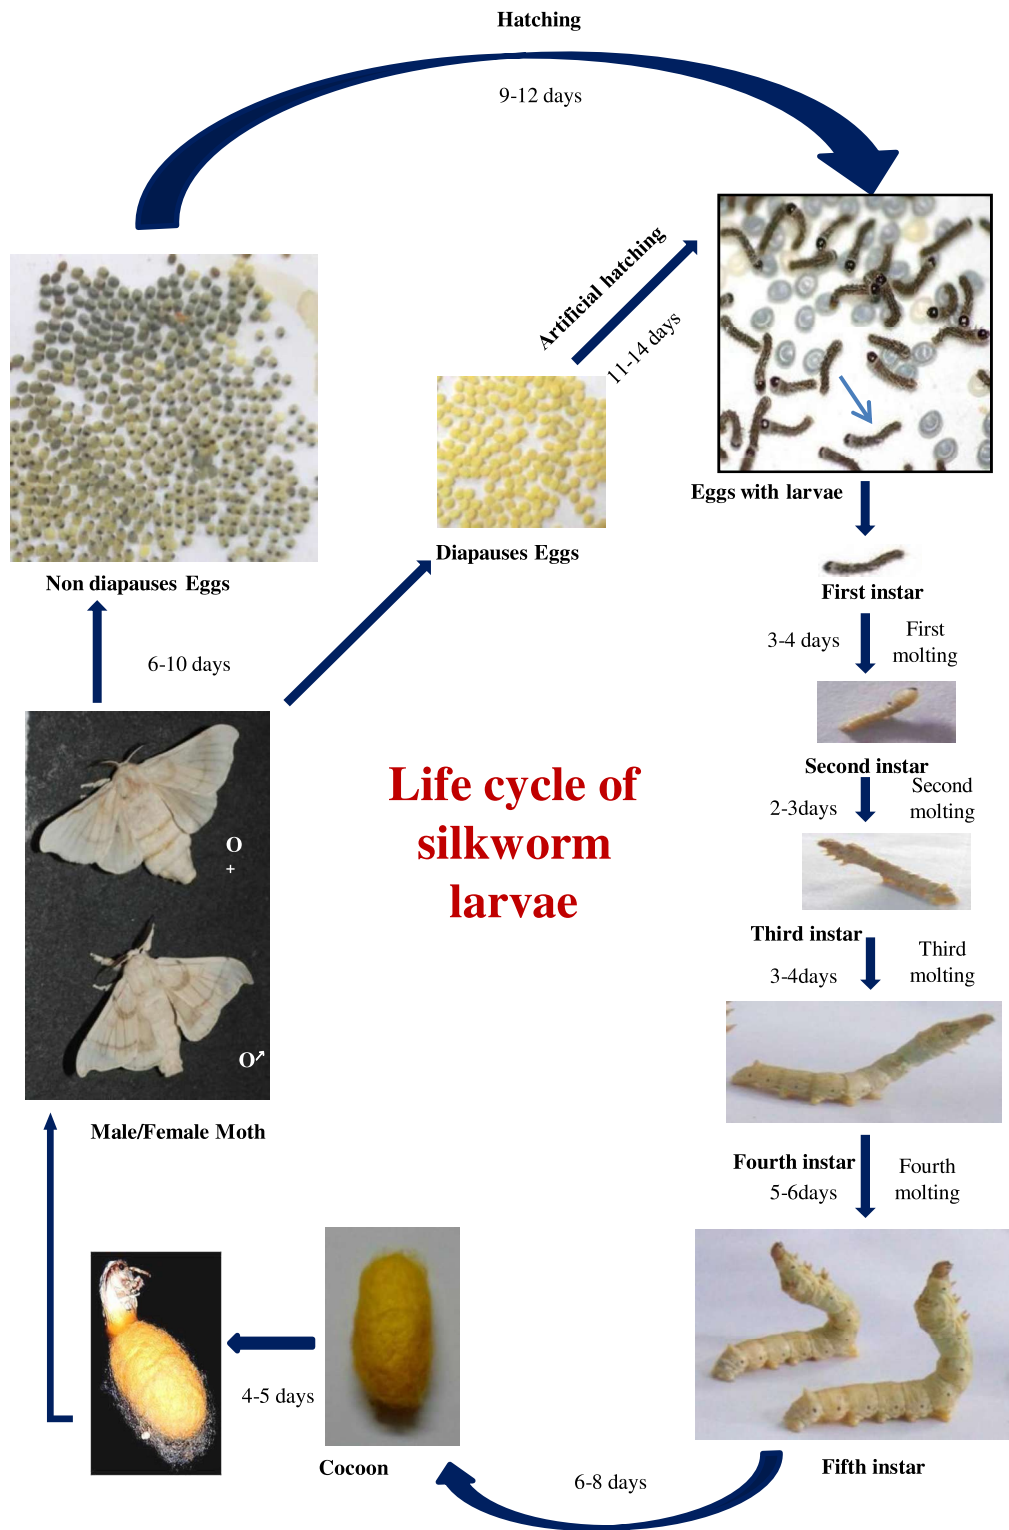 Hatching
9-12 days
Artificial hatching
11-14 days
Eggs with larvae
Diapauses Eggs
Non diapauses Eggs
First instar
3-4 days
First
molting
6-10 days
Second instar
2-3days
Second
molting
Life cycle of
silkworm
larvae
O
+
Third instar
3-4days
Third
molting
O↗
Male/Female Moth
Fourth instar
5-6days
Fourth
molting
4-5 days
Cocoon
6-8 days
Fifth instar